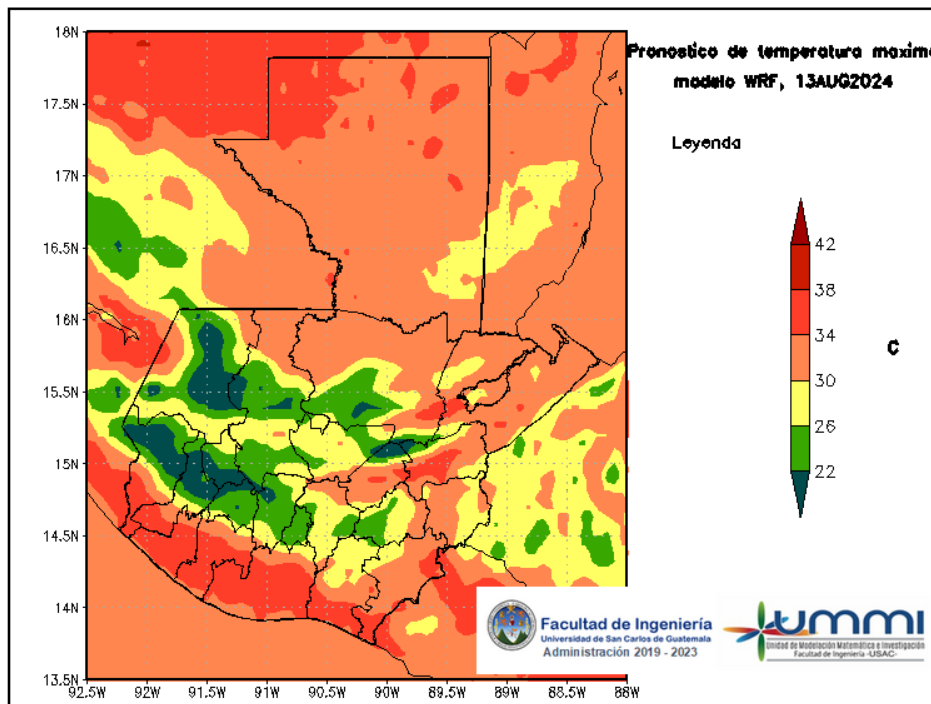 Pronostico de temperatura maxima
modelo WRF, 13AUG2024
Leyenda
42
38
34
30
26
22
C
18N
17.5N
17N
16.5N
16N
15.5N
15N
14.5N
14N
13.5N
92.5W
92W
91.5W
91W
90.5W
90W
89.5W
89W
88.5W
88W
Facultad de Ingeniería
Universidad de San Carlos de Guatemala
Administración 2019 - 2023
ummi
Unidad de Modelación Matemática e Investigación
Facultad de Ingeniería -USAC-